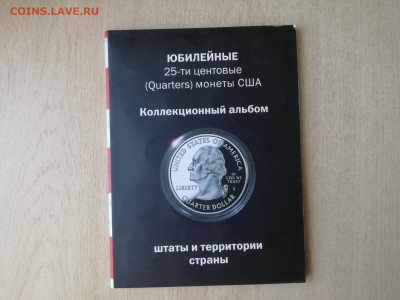 COINS.LAVE.RU
ЮБИЛЕЙНЫЕ
25-ти центовые
(Quarters) монеты США
Коллекционный альбом
UNITED STATES OF AMERICA
LIBERTY
IN
GOD WE
TRUST
S
QUARTER DOLLAR
штаты и территории
страны